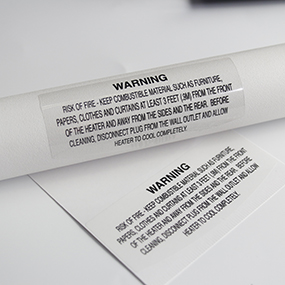 WARNING
RISK OF FIRE - KEEP COMBUSTIBLE MATERIAL SUCH AS FURNITURE,
PAPERS, CLOTHES AND CURTAINS AT LEAST 3 FEET (.9M) FROM THE FRONT
OF THE HEATER AND AWAY FROM THE SIDES AND THE REAR. BEFORE
CLEANING, DISCONNECT PLUG FROM THE WALL OUTLET AND ALLOW
HEATER TO COOL COMPLETELY.
WARNING
RISK OF FIRE - KEEP COMBUSTIBLE MATERIAL SUCH AS FURNITURE,
PAPERS, CLOTHES AND CURTAINS AT LEAST 3 FEET (.9M) FROM THE FRONT
OF THE HEATER AND AWAY FROM THE SIDES AND THE REAR. BEFORE
CLEANING, DISCONNECT PLUG FROM THE WALL OUTLET AND ALLOW
HEATER TO COOL COMPLETELY.